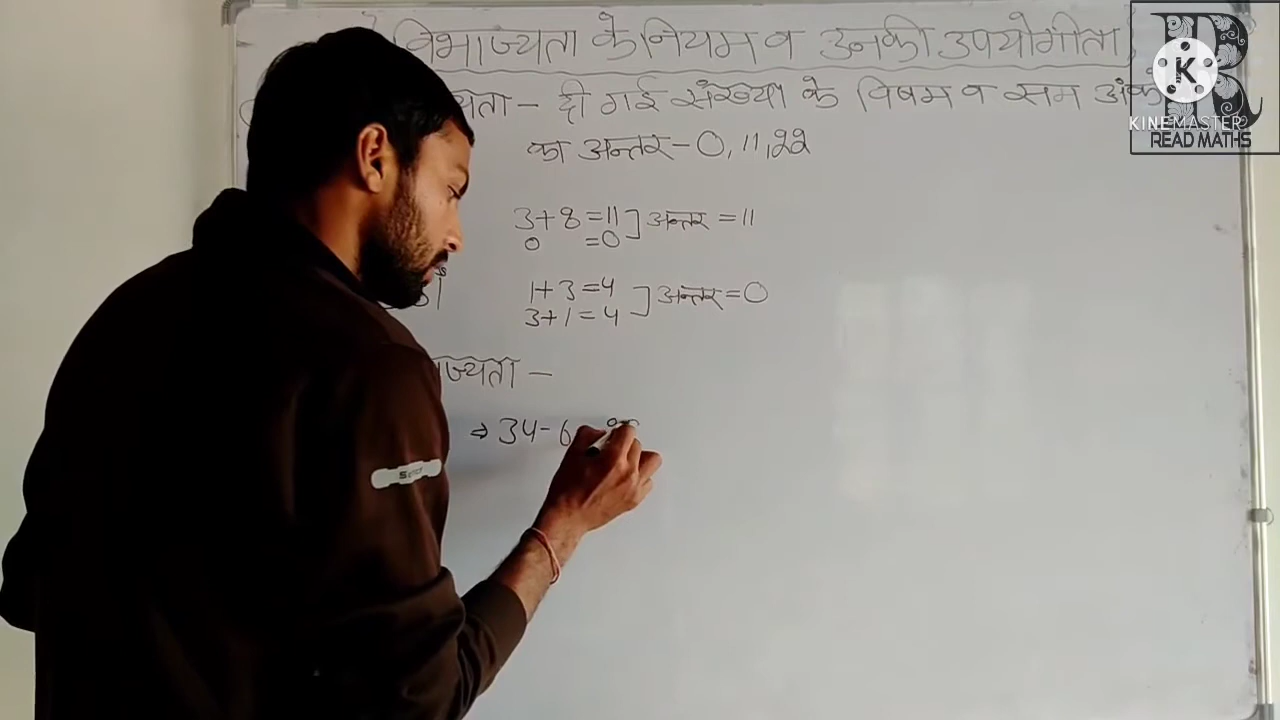 विभाज्यता के नियम व उनकी उपयोगीता
यता - दी गई संख्या के विषम व सम अंको
का अन्तर - 0, 11, 22
3+8=11 ] अन्तर = 11
0 =0
1+3=4 ] अन्तर = 0
3+1=4
ज्यता -
⇒ 34-6
K
KINEMASTER
READ MATHS